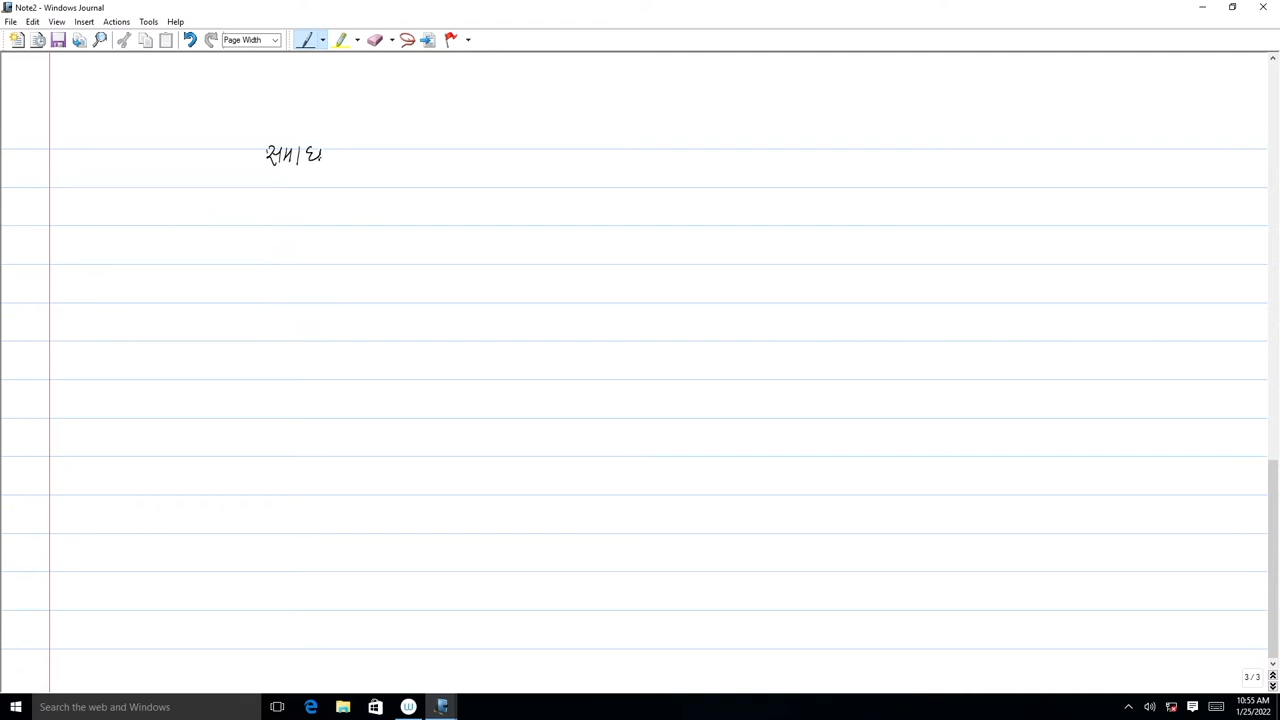 Note2 - Windows Journal
File Edit View Insert Actions Tools Help
Page Width
3 / 3
Search the web and Windows
10:55 AM
1/25/2022